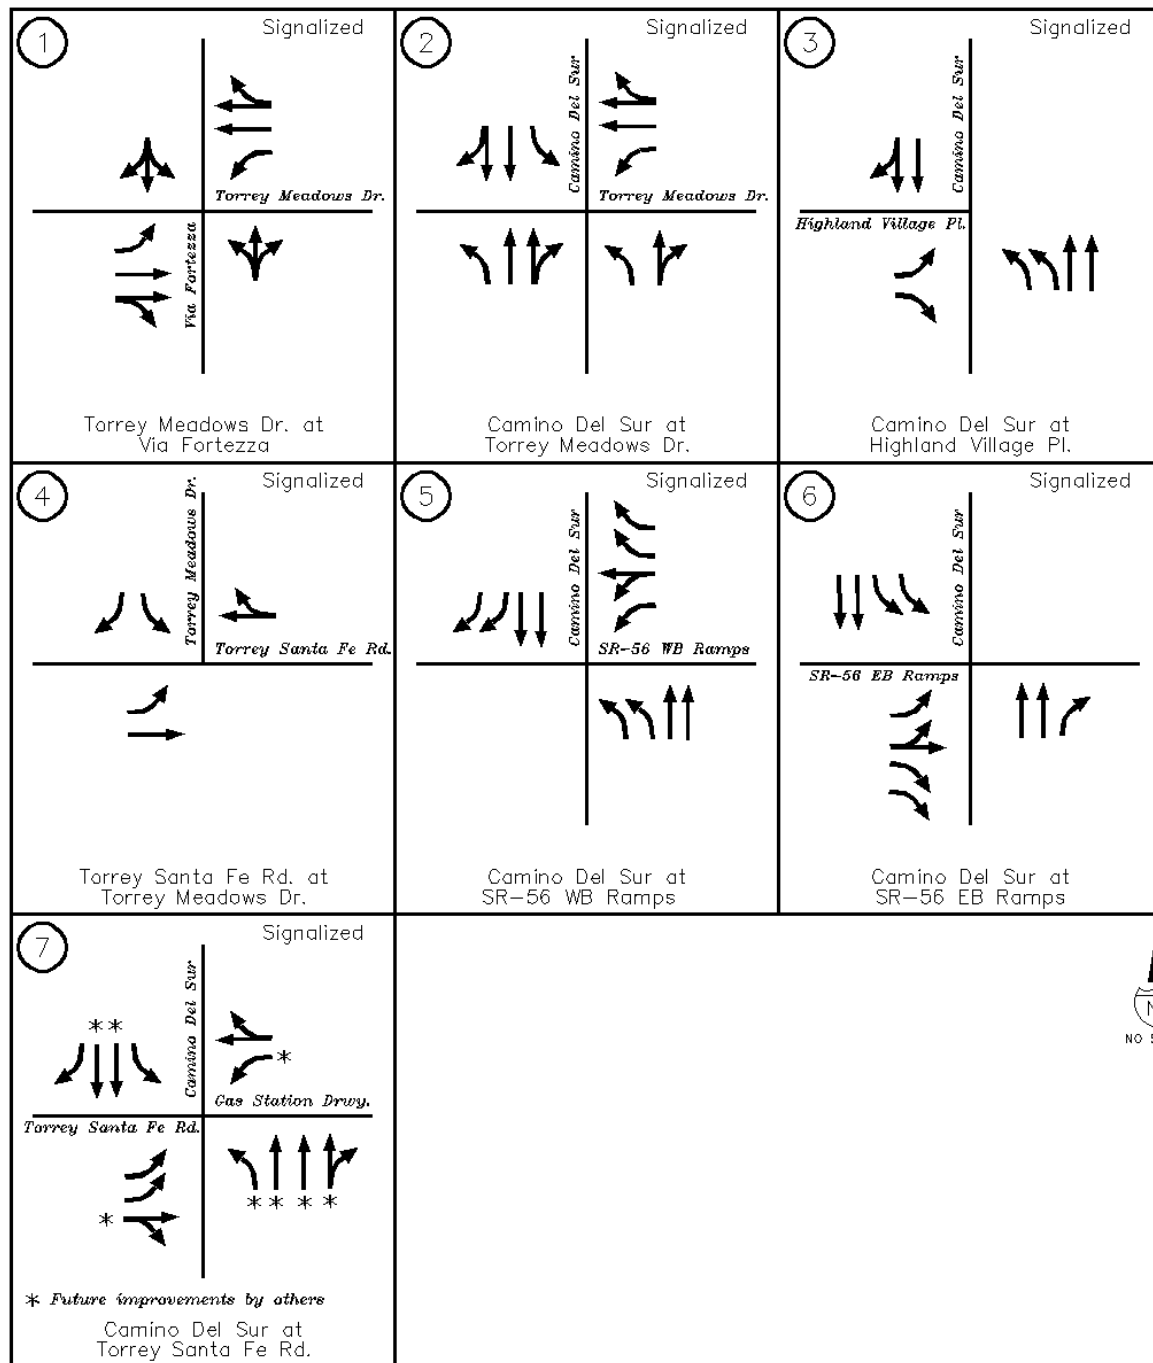 1
Signalized
Torrey Meadows Dr.
Via Fortezza
Torrey Meadows Dr. at
Via Fortezza
2
Signalized
Camino Del Sur
Torrey Meadows Dr.
Camino Del Sur at
Torrey Meadows Dr.
3
Signalized
Camino Del Sur
Highland Village Pl.
Camino Del Sur at
Highland Village Pl.
4
Signalized
Torrey Meadows Dr.
Torrey Santa Fe Rd.
Torrey Santa Fe Rd. at
Torrey Meadows Dr.
5
Signalized
Camino Del Sur
SR-56 WB Ramps
Camino Del Sur at
SR-56 WB Ramps
6
Signalized
Camino Del Sur
SR-56 EB Ramps
Camino Del Sur at
SR-56 EB Ramps
7
Signalized
Camino Del Sur
**
*
Gas Station Drwy.
Torrey Santa Fe Rd.
*
* * * *
* Future improvements by others
Camino Del Sur at
Torrey Santa Fe Rd.
N
NO